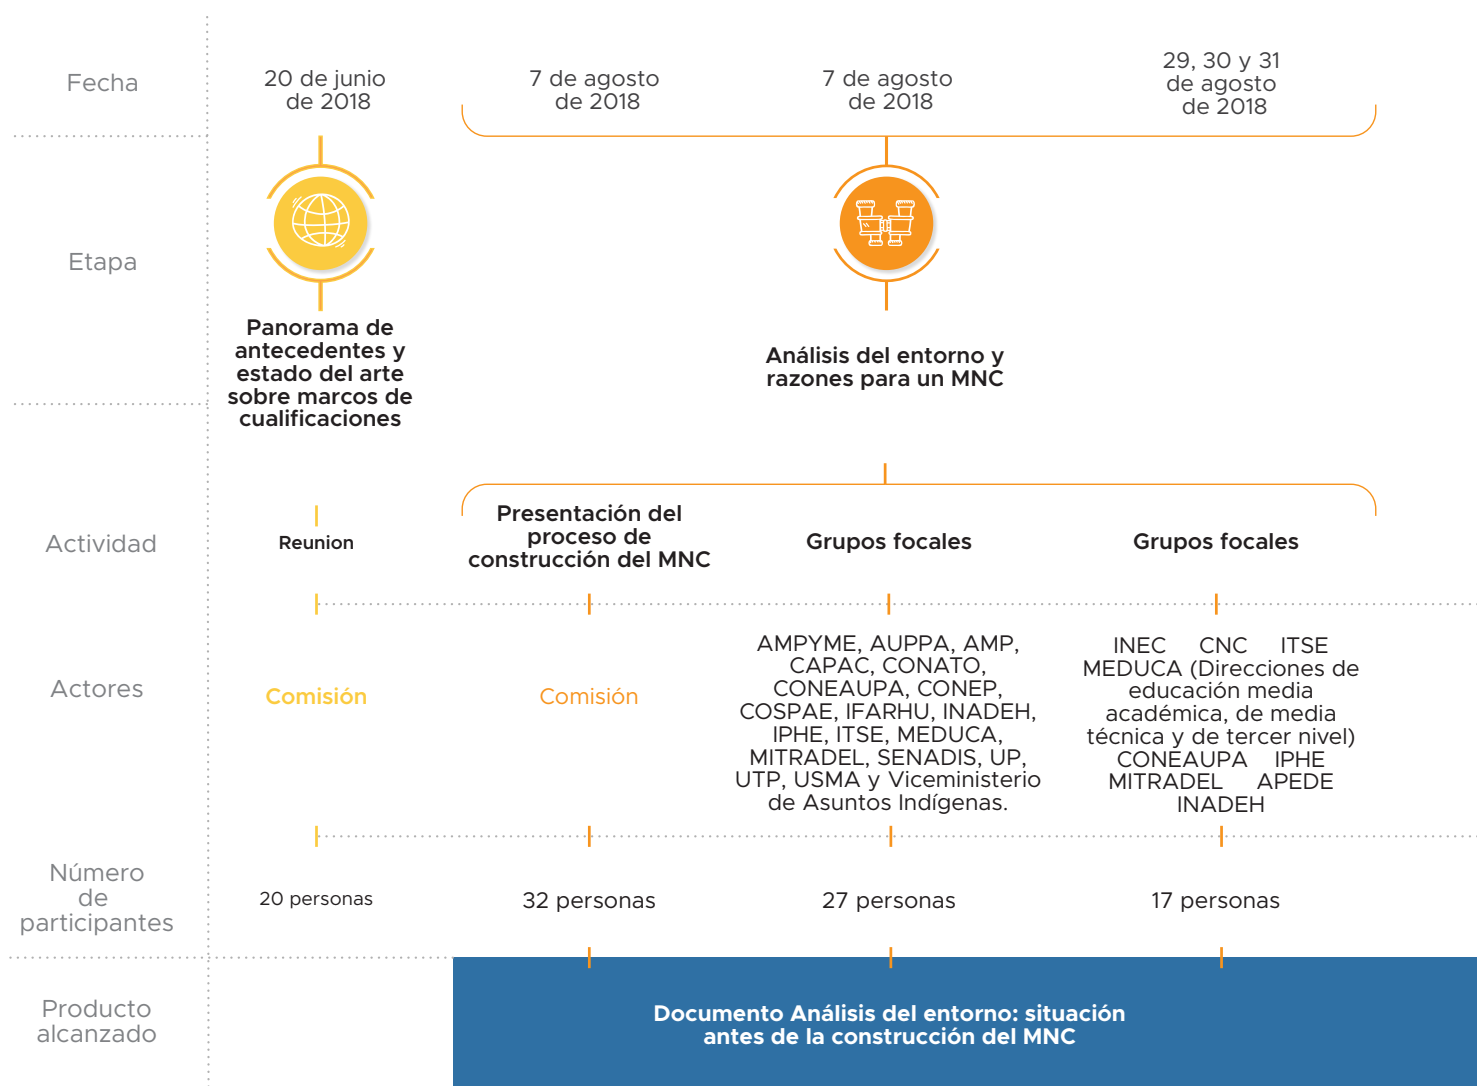 Fecha
20 de junio
de 2018
7 de agosto
de 2018
7 de agosto
de 2018
29, 30 y 31
de agosto
de 2018
Etapa
Panorama de
antecedentes y
estado del arte
sobre marcos de
cualificaciones
Análisis del entorno y
razones para un MNC
Actividad
Reunion
Presentación del
proceso de
construcción del MNC
Grupos focales
Grupos focales
Actores
Comisión
Comisión
AMPYME, AUPPA, AMP,
CAPAC, CONATO,
CONEAUPA, CONEP,
COSPAE, IFARHU, INADEH,
IPHE, ITSE, MEDUCA,
MITRADEL, SENADIS, UP,
UTP, USMA y Viceministerio
de Asuntos Indígenas.
INEC CNC ITSE
MEDUCA (Direcciones de
educación media
académica, de media
técnica y de tercer nivel)
CONEAUPA IPHE
MITRADEL APEDE
INADEH
Número
de
participantes
20 personas
32 personas
27 personas
17 personas
Producto
alcanzado
Documento Análisis del entorno: situación
antes de la construcción del MNC